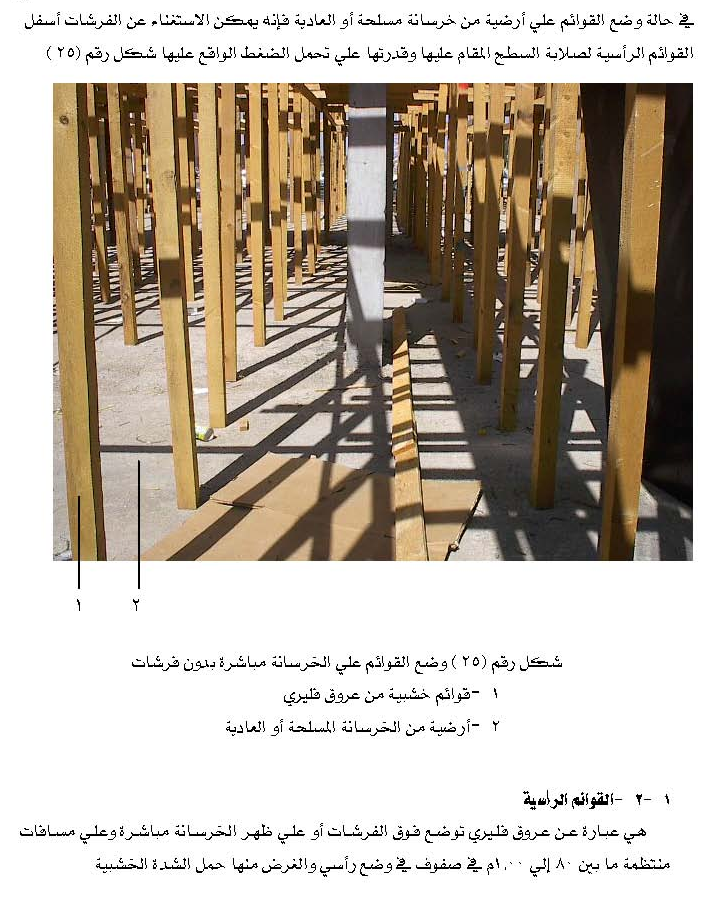 في حالة وضع القوائم علي أرضية من خرسانة مسلحة أو العادية فإنه يمكن الاستغناء عن الفرشات أسفل
القوائم الرأسية لصلابة السطح المقام عليها وقدرتها علي تحمل الضغط الواقع عليها شكل رقم (٢٥)
١ ٢
شكل رقم (٢٥) وضع القوائم علي الخرسانة مباشرة بدون فرشات
١ -قوائم خشبية من عروق فليري
٢ -أرضية من الخرسانة المسلحة أو العادية
١ -٢ -القوائم الرأسية
هي عبارة عن عروق فليري توضع فوق الفرشات أو علي ظهر الخرسانة مباشرة وعلي مسافات
منتظمة ما بين ٨٠ إلي ١,٠٠م في صفوف في وضع رأسي والغرض منها حمل الشدة الخشبية